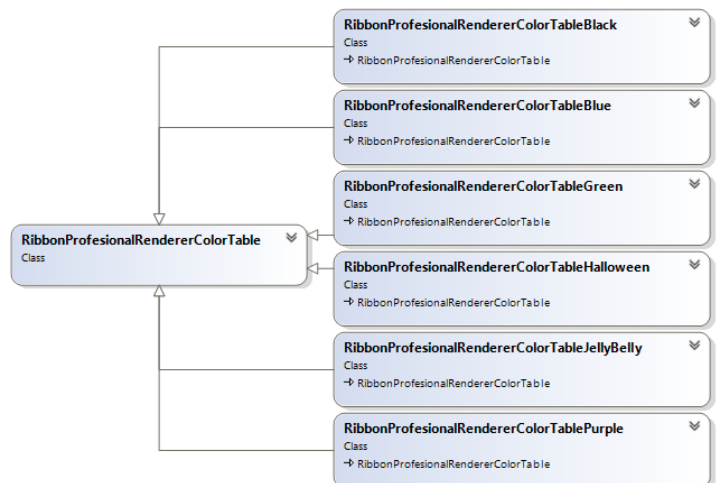 RibbonProfesionalRendererColorTableBlack
Class
RibbonProfesionalRendererColorTable
RibbonProfesionalRendererColorTableBlue
Class
RibbonProfesionalRendererColorTable
RibbonProfesionalRendererColorTableGreen
Class
RibbonProfesionalRendererColorTable
RibbonProfesionalRendererColorTable
Class
RibbonProfesionalRendererColorTableHalloween
Class
RibbonProfesionalRendererColorTable
RibbonProfesionalRendererColorTableJellyBelly
Class
RibbonProfesionalRendererColorTable
RibbonProfesionalRendererColorTablePurple
Class
RibbonProfesionalRendererColorTable